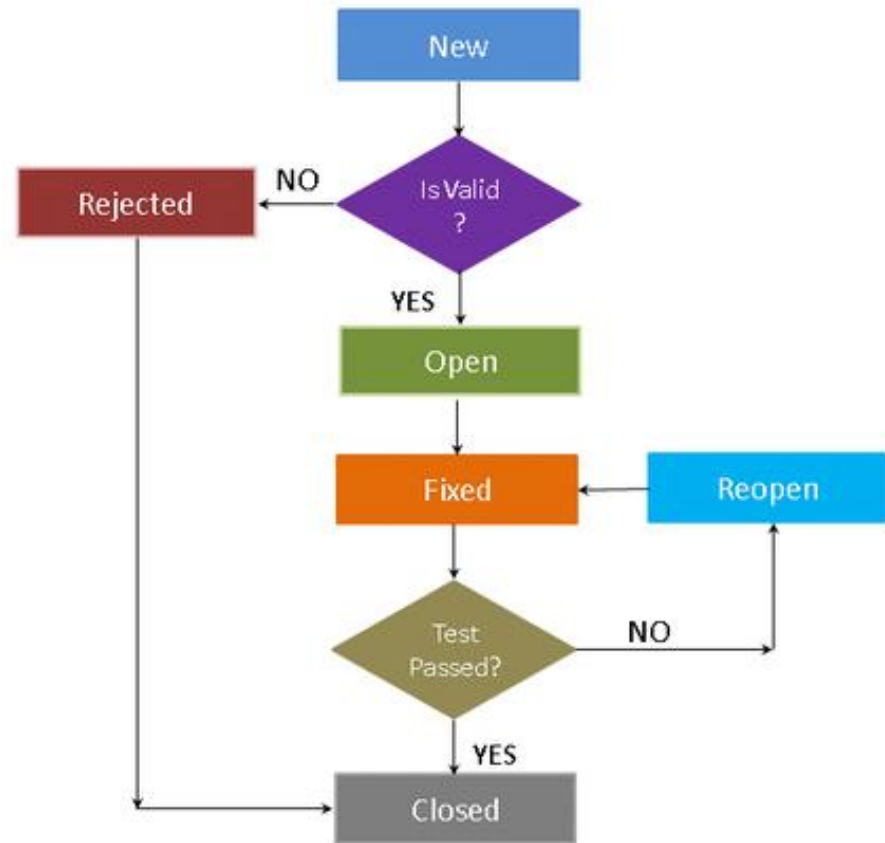 New
NO
Rejected
Is Valid
?
YES
Open
Fixed
Reopen
Test
Passed?
NO
YES
Closed